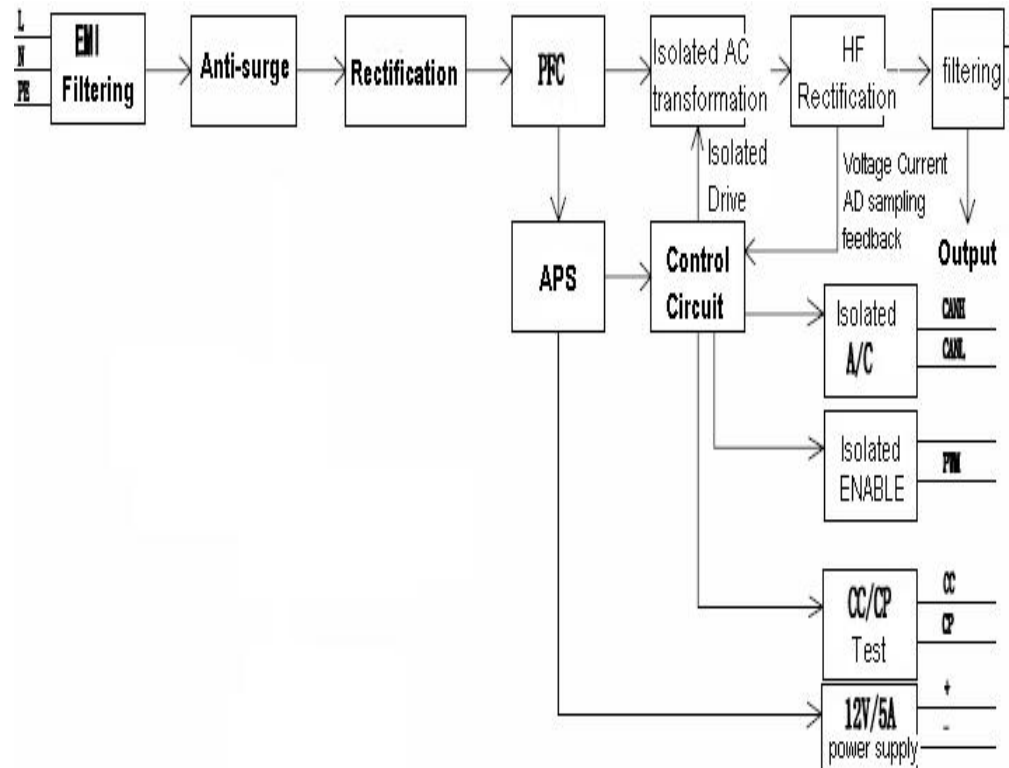 L
N
PE
EMI
Filtering
Anti-surge
Rectification
PFC
Isolated AC
transformation
HF
Rectification
filtering
Isolated
Drive
Voltage Current
AD sampling
feedback
Output
APS
Control
Circuit
Isolated
A/C
CANH
CANL
Isolated
ENABLE
PWM
CC/CP
Test
CC
CP
12V/5A
power supply
+
-